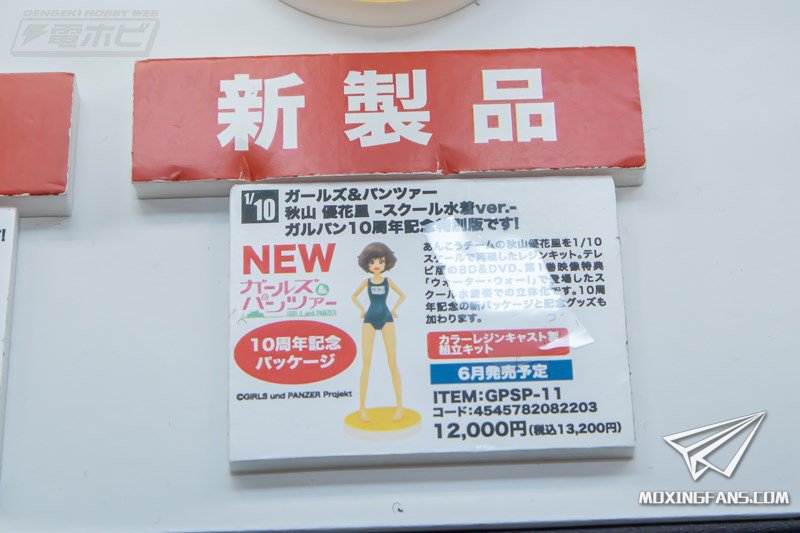 DENGEKI HOBBY WEB
電ホビ
新製品
1/10
ガールズ&パンツァー
秋山 優花里 -スクール水着ver.-
ガルパン10周年記念特別版です!
NEW
ガールズ&パンツァー
GIRLS und PANZER
10周年記念
パッケージ
©GIRLS und PANZER Projekt
あんこうチームの秋山優花里を1/10
スケールで再現したレジンキット。テレ
ビ版のBD&DVD、第1巻映像特典
「ウォーター・ウォー!」で登場したス
クール水着姿での立体化です。10周
年記念の新パッケージと記念グッズも
加わります。
カラーレジンキャスト製
組立キット
6月発売予定
ITEM:GPSP-11
コード:4545782082203
12,000円(税込13,200円)
MOXINGFANS.COM